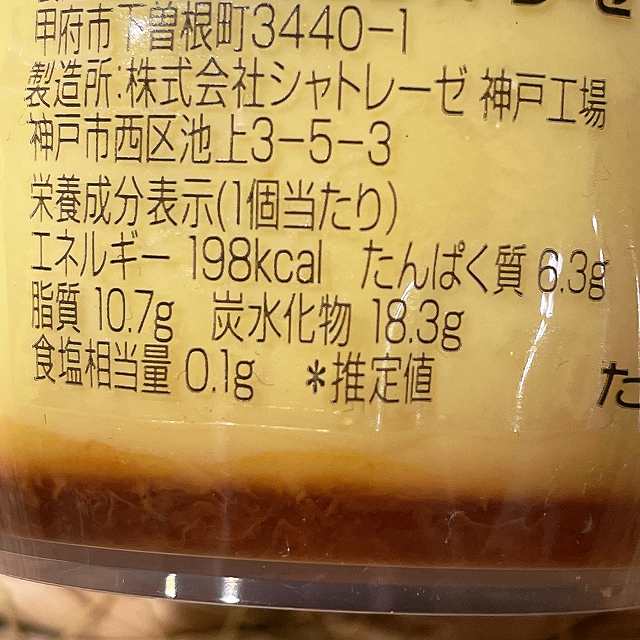 甲府市下曽根町3440-1
製造所:株式会社シャトレーゼ 神戸工場
神戸市西区池上3-5-3
栄養成分表示(1個当たり)
エネルギー 198kcal たんぱく質 6.3g
脂質 10.7g 炭水化物 18.3g
食塩相当量 0.1g *推定値
た